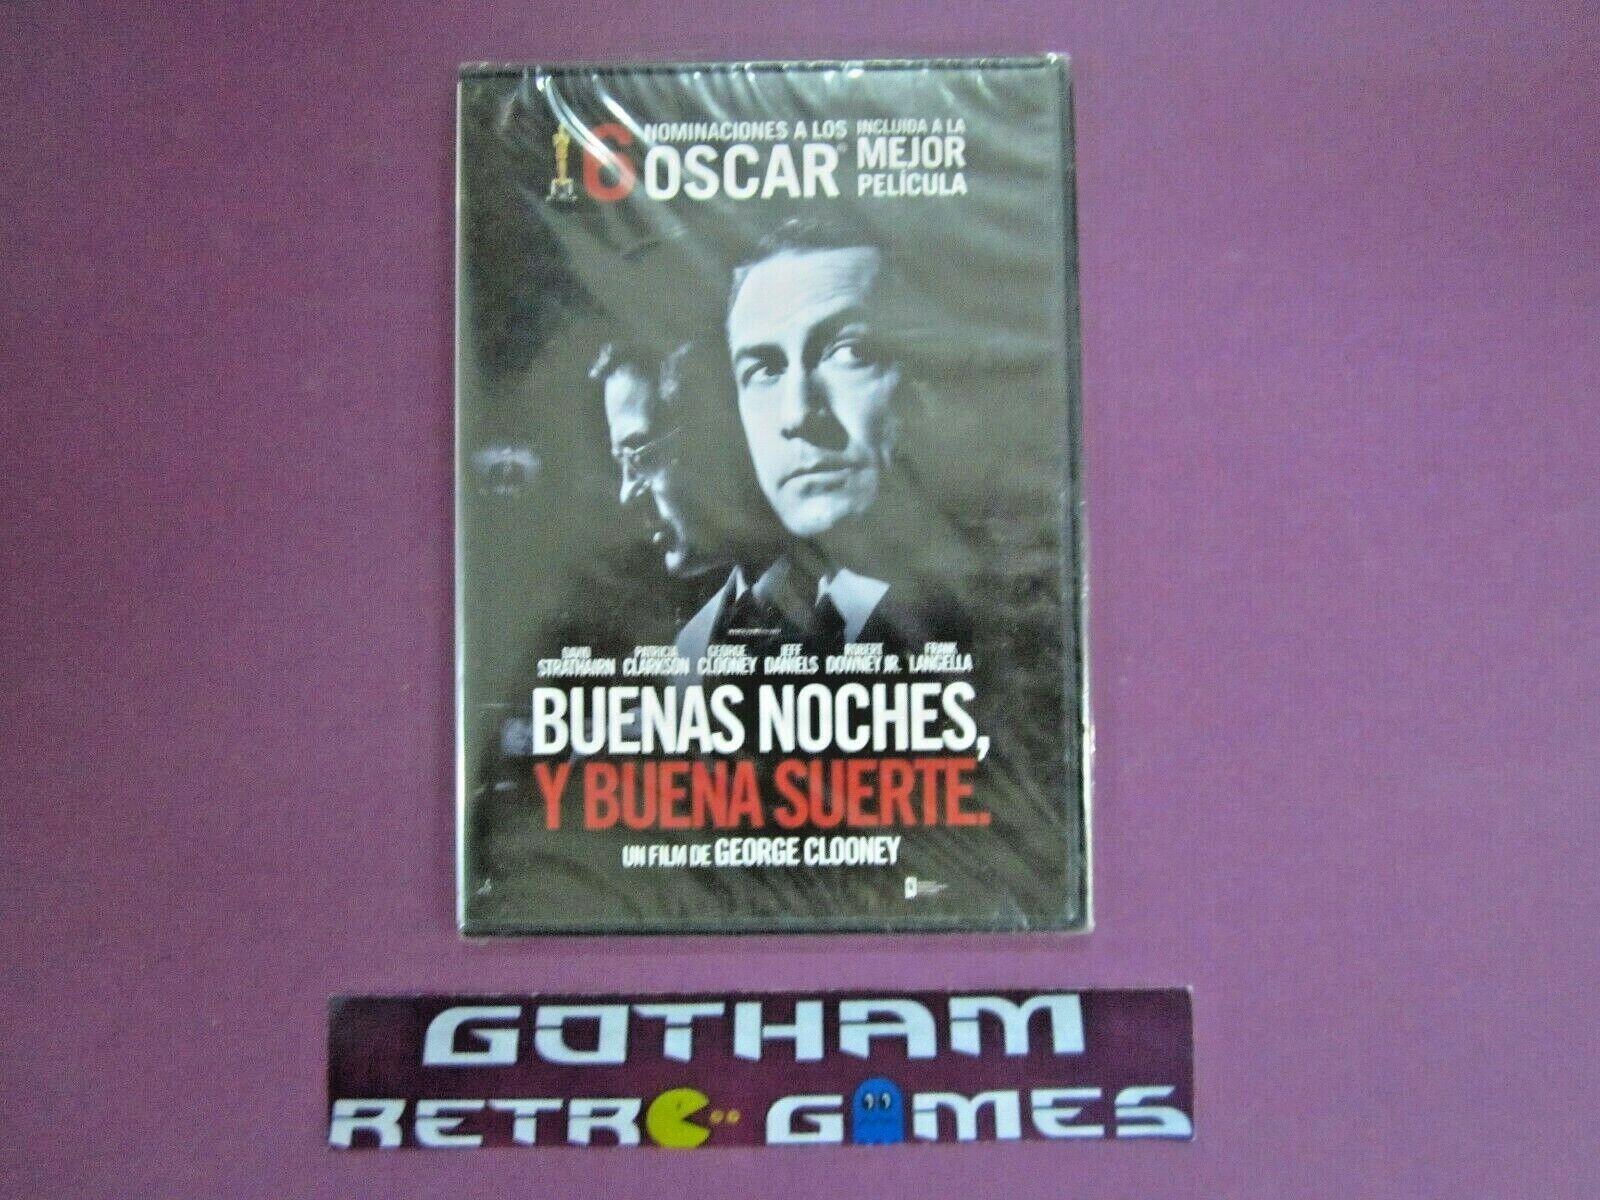 6 NOMINACIONES A LOS OSCAR® INCLUIDA A LA MEJOR PELÍCULA
DAVID STRATHAIRN PATRICIA CLARKSON GEORGE CLOONEY JEFF DANIELS ROBERT DOWNEY JR. FRANK LANGELLA
BUENAS NOCHES,
Y BUENA SUERTE.
UN FILM DE GEORGE CLOONEY
GOTHAM
RETRO GAMES